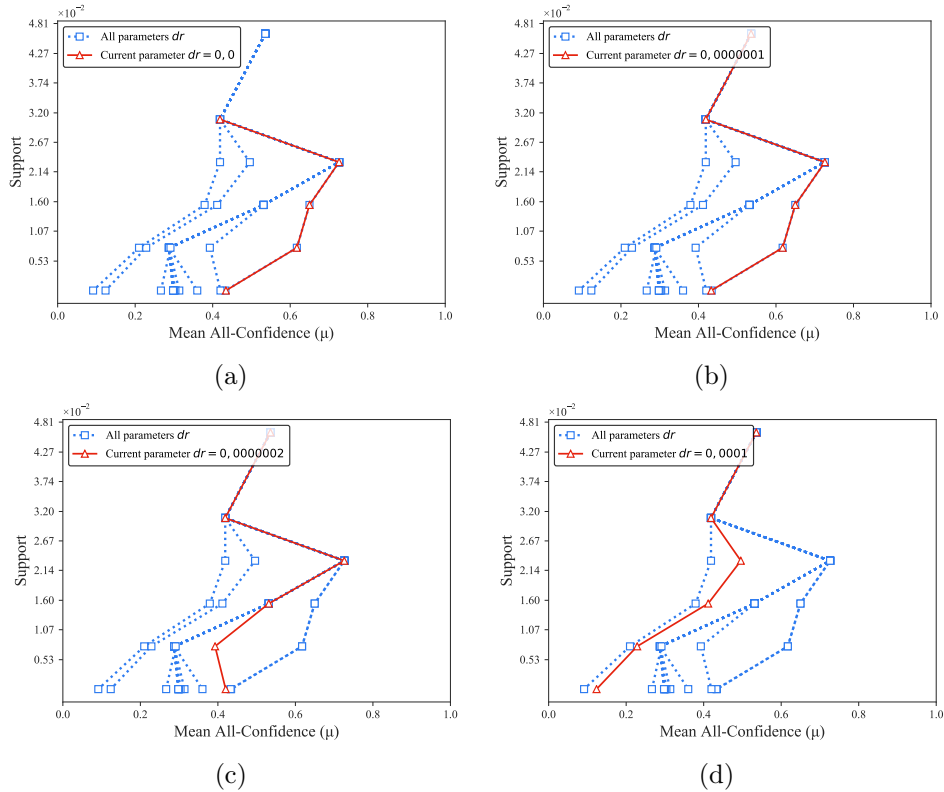 ×10⁻²
4.81
4.27
3.74
3.20
2.67
2.14
1.60
1.07
0.53
Support
All parameters dr
Current parameter dr = 0, 0
0.0 0.2 0.4 0.6 0.8 1.0
Mean All-Confidence (μ)
(a)
×10⁻²
4.81
4.27
3.74
3.20
2.67
2.14
1.60
1.07
0.53
Support
All parameters dr
Current parameter dr = 0, 0000001
0.0 0.2 0.4 0.6 0.8 1.0
Mean All-Confidence (μ)
(b)
×10⁻²
4.81
4.27
3.74
3.20
2.67
2.14
1.60
1.07
0.53
Support
All parameters dr
Current parameter dr = 0, 0000002
0.0 0.2 0.4 0.6 0.8 1.0
Mean All-Confidence (μ)
(c)
×10⁻²
4.81
4.27
3.74
3.20
2.67
2.14
1.60
1.07
0.53
Support
All parameters dr
Current parameter dr = 0, 0001
0.0 0.2 0.4 0.6 0.8 1.0
Mean All-Confidence (μ)
(d)